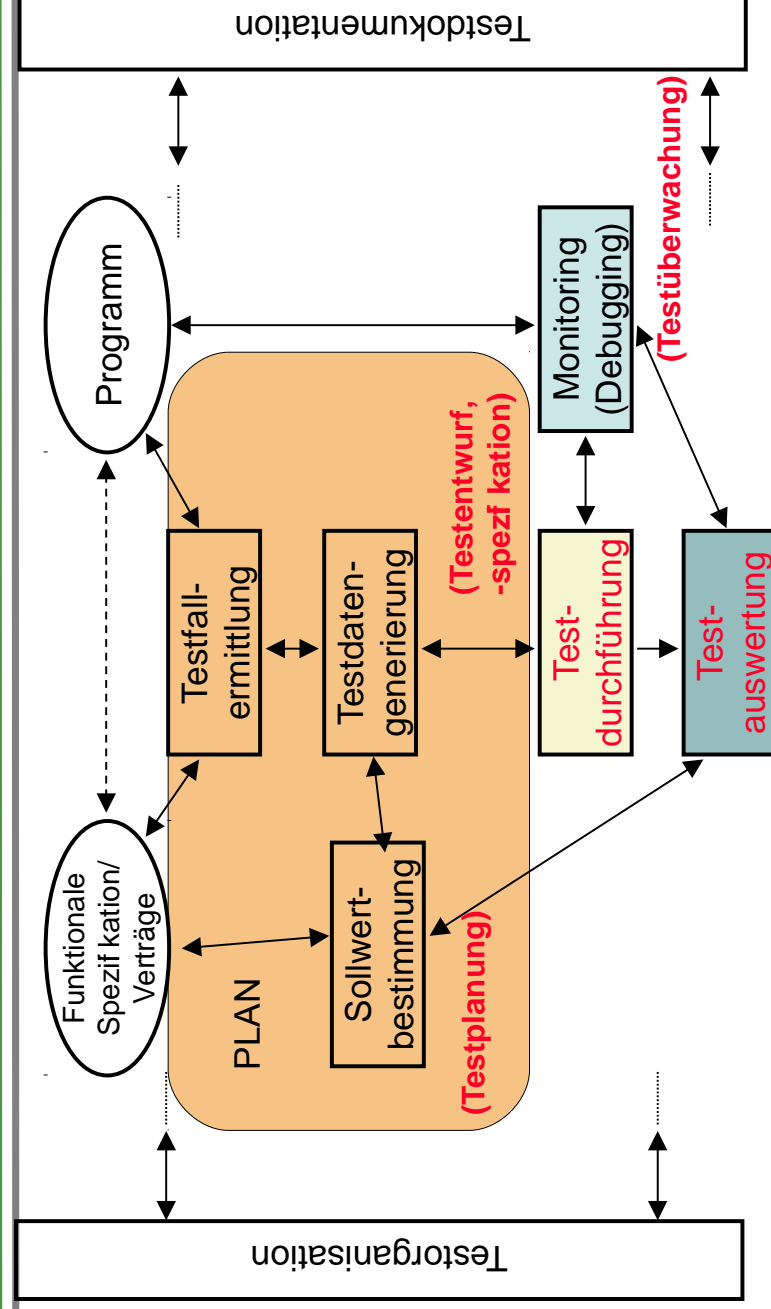 Testorganisation
Funktionale
Spezif kation/
Verträge
Programm
PLAN
Testfall-
ermittlung
Sollwert-
bestimmung
Testdaten-
generierung
(Testplanung)
(Testentwurf,
-spezf kation)
Test-
durchführung
Monitoring
(Debugging)
(Testüberwachung)
Test-
auswertung
Testdokumentation